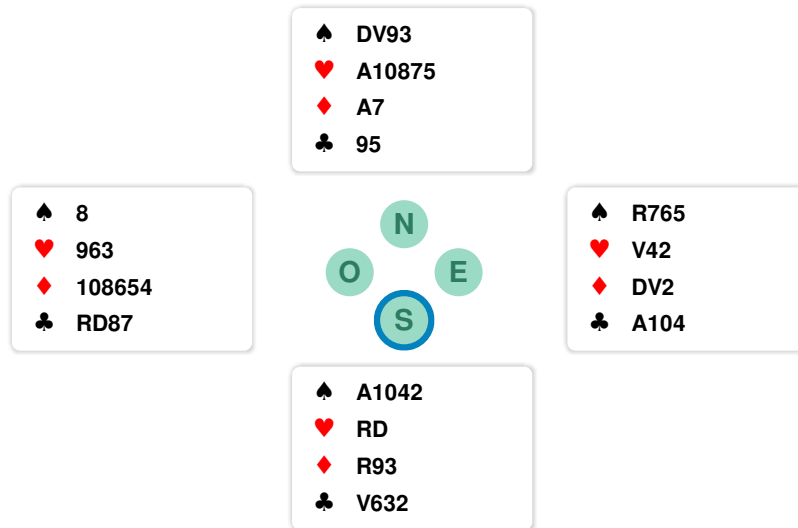 ♠ DV93
♥ A10875
♦ A7
♣ 95
♠ 8
♥ 963
♦ 108654
♣ RD87
N
O E
S
♠ R765
♥ V42
♦ DV2
♣ A104
♠ A1042
♥ RD
♦ R93
♣ V632